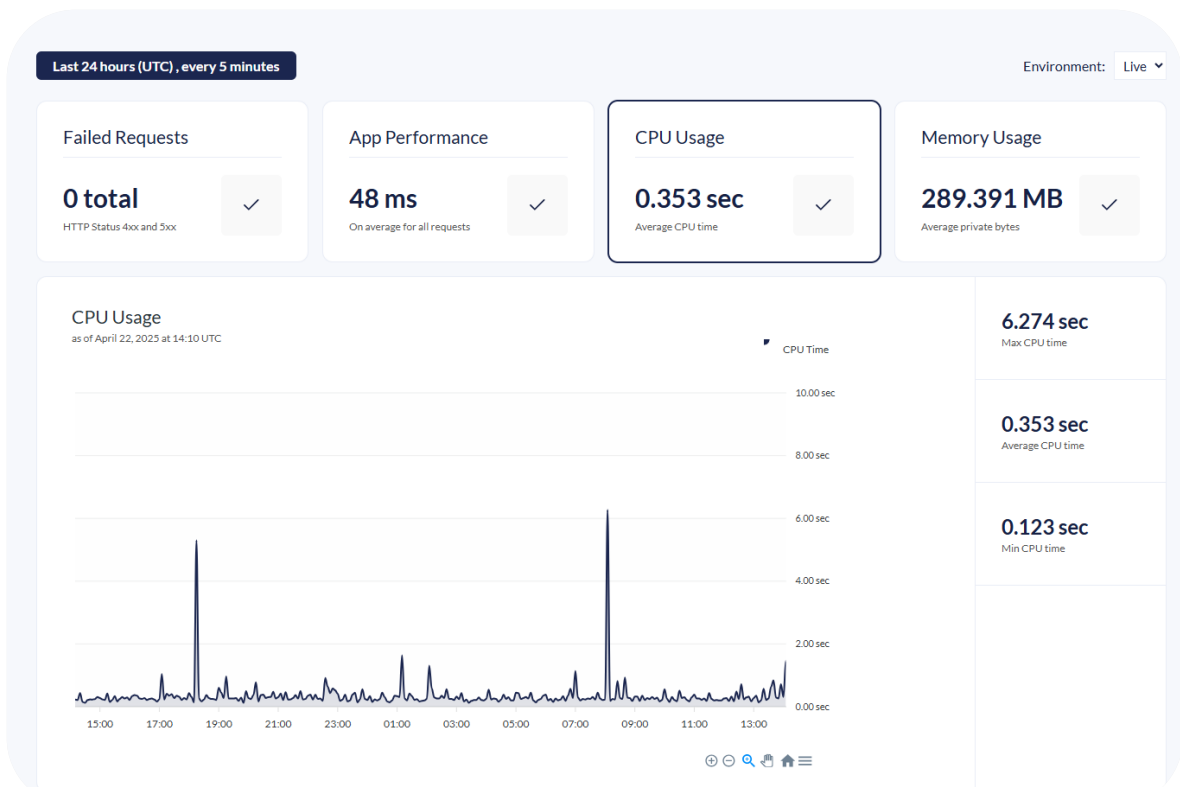 Last 24 hours (UTC) , every 5 minutes
Environment: Live
Failed Requests
0 total
HTTP Status 4xx and 5xx
App Performance
48 ms
On average for all requests
CPU Usage
0.353 sec
Average CPU time
Memory Usage
289.391 MB
Average private bytes
CPU Usage
as of April 22, 2025 at 14:10 UTC
CPU Time
10.00 sec
8.00 sec
6.00 sec
4.00 sec
2.00 sec
0.00 sec
15:00 17:00 19:00 21:00 23:00 01:00 03:00 05:00 07:00 09:00 11:00 13:00
6.274 sec
Max CPU time
0.353 sec
Average CPU time
0.123 sec
Min CPU time